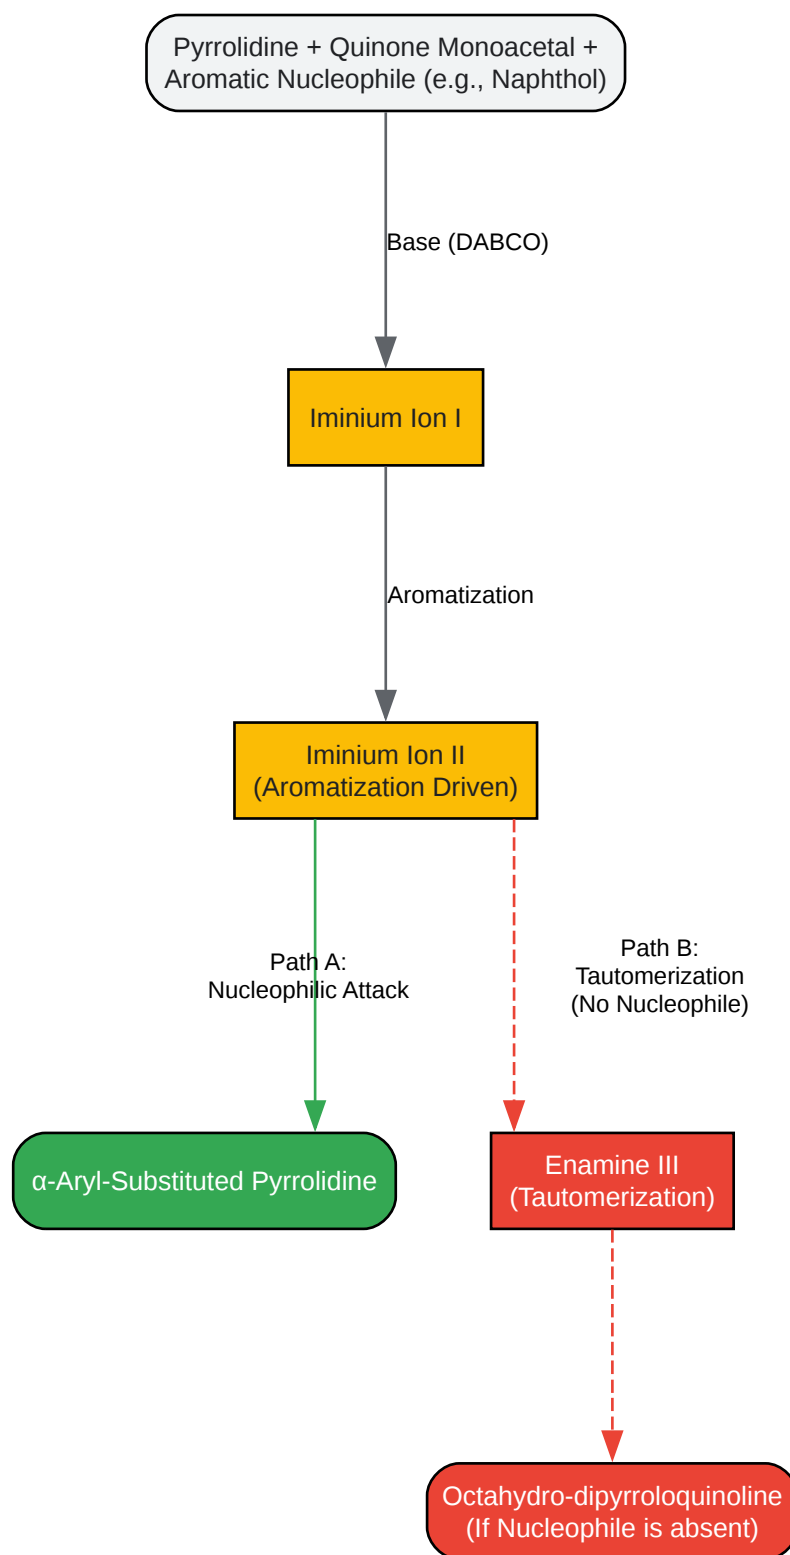 Pyrrolidine + Quinone Monoacetal +
Aromatic Nucleophile (e.g., Naphthol)
Base (DABCO)
Iminium Ion I
Aromatization
Iminium Ion II
(Aromatization Driven)
Path A:
Nucleophilic Attack
Path B:
Tautomerization
(No Nucleophile)
α-Aryl-Substituted Pyrrolidine
Enamine III
(Tautomerization)
Octahydro-dipyrroloquinoline
(If Nucleophile is absent)